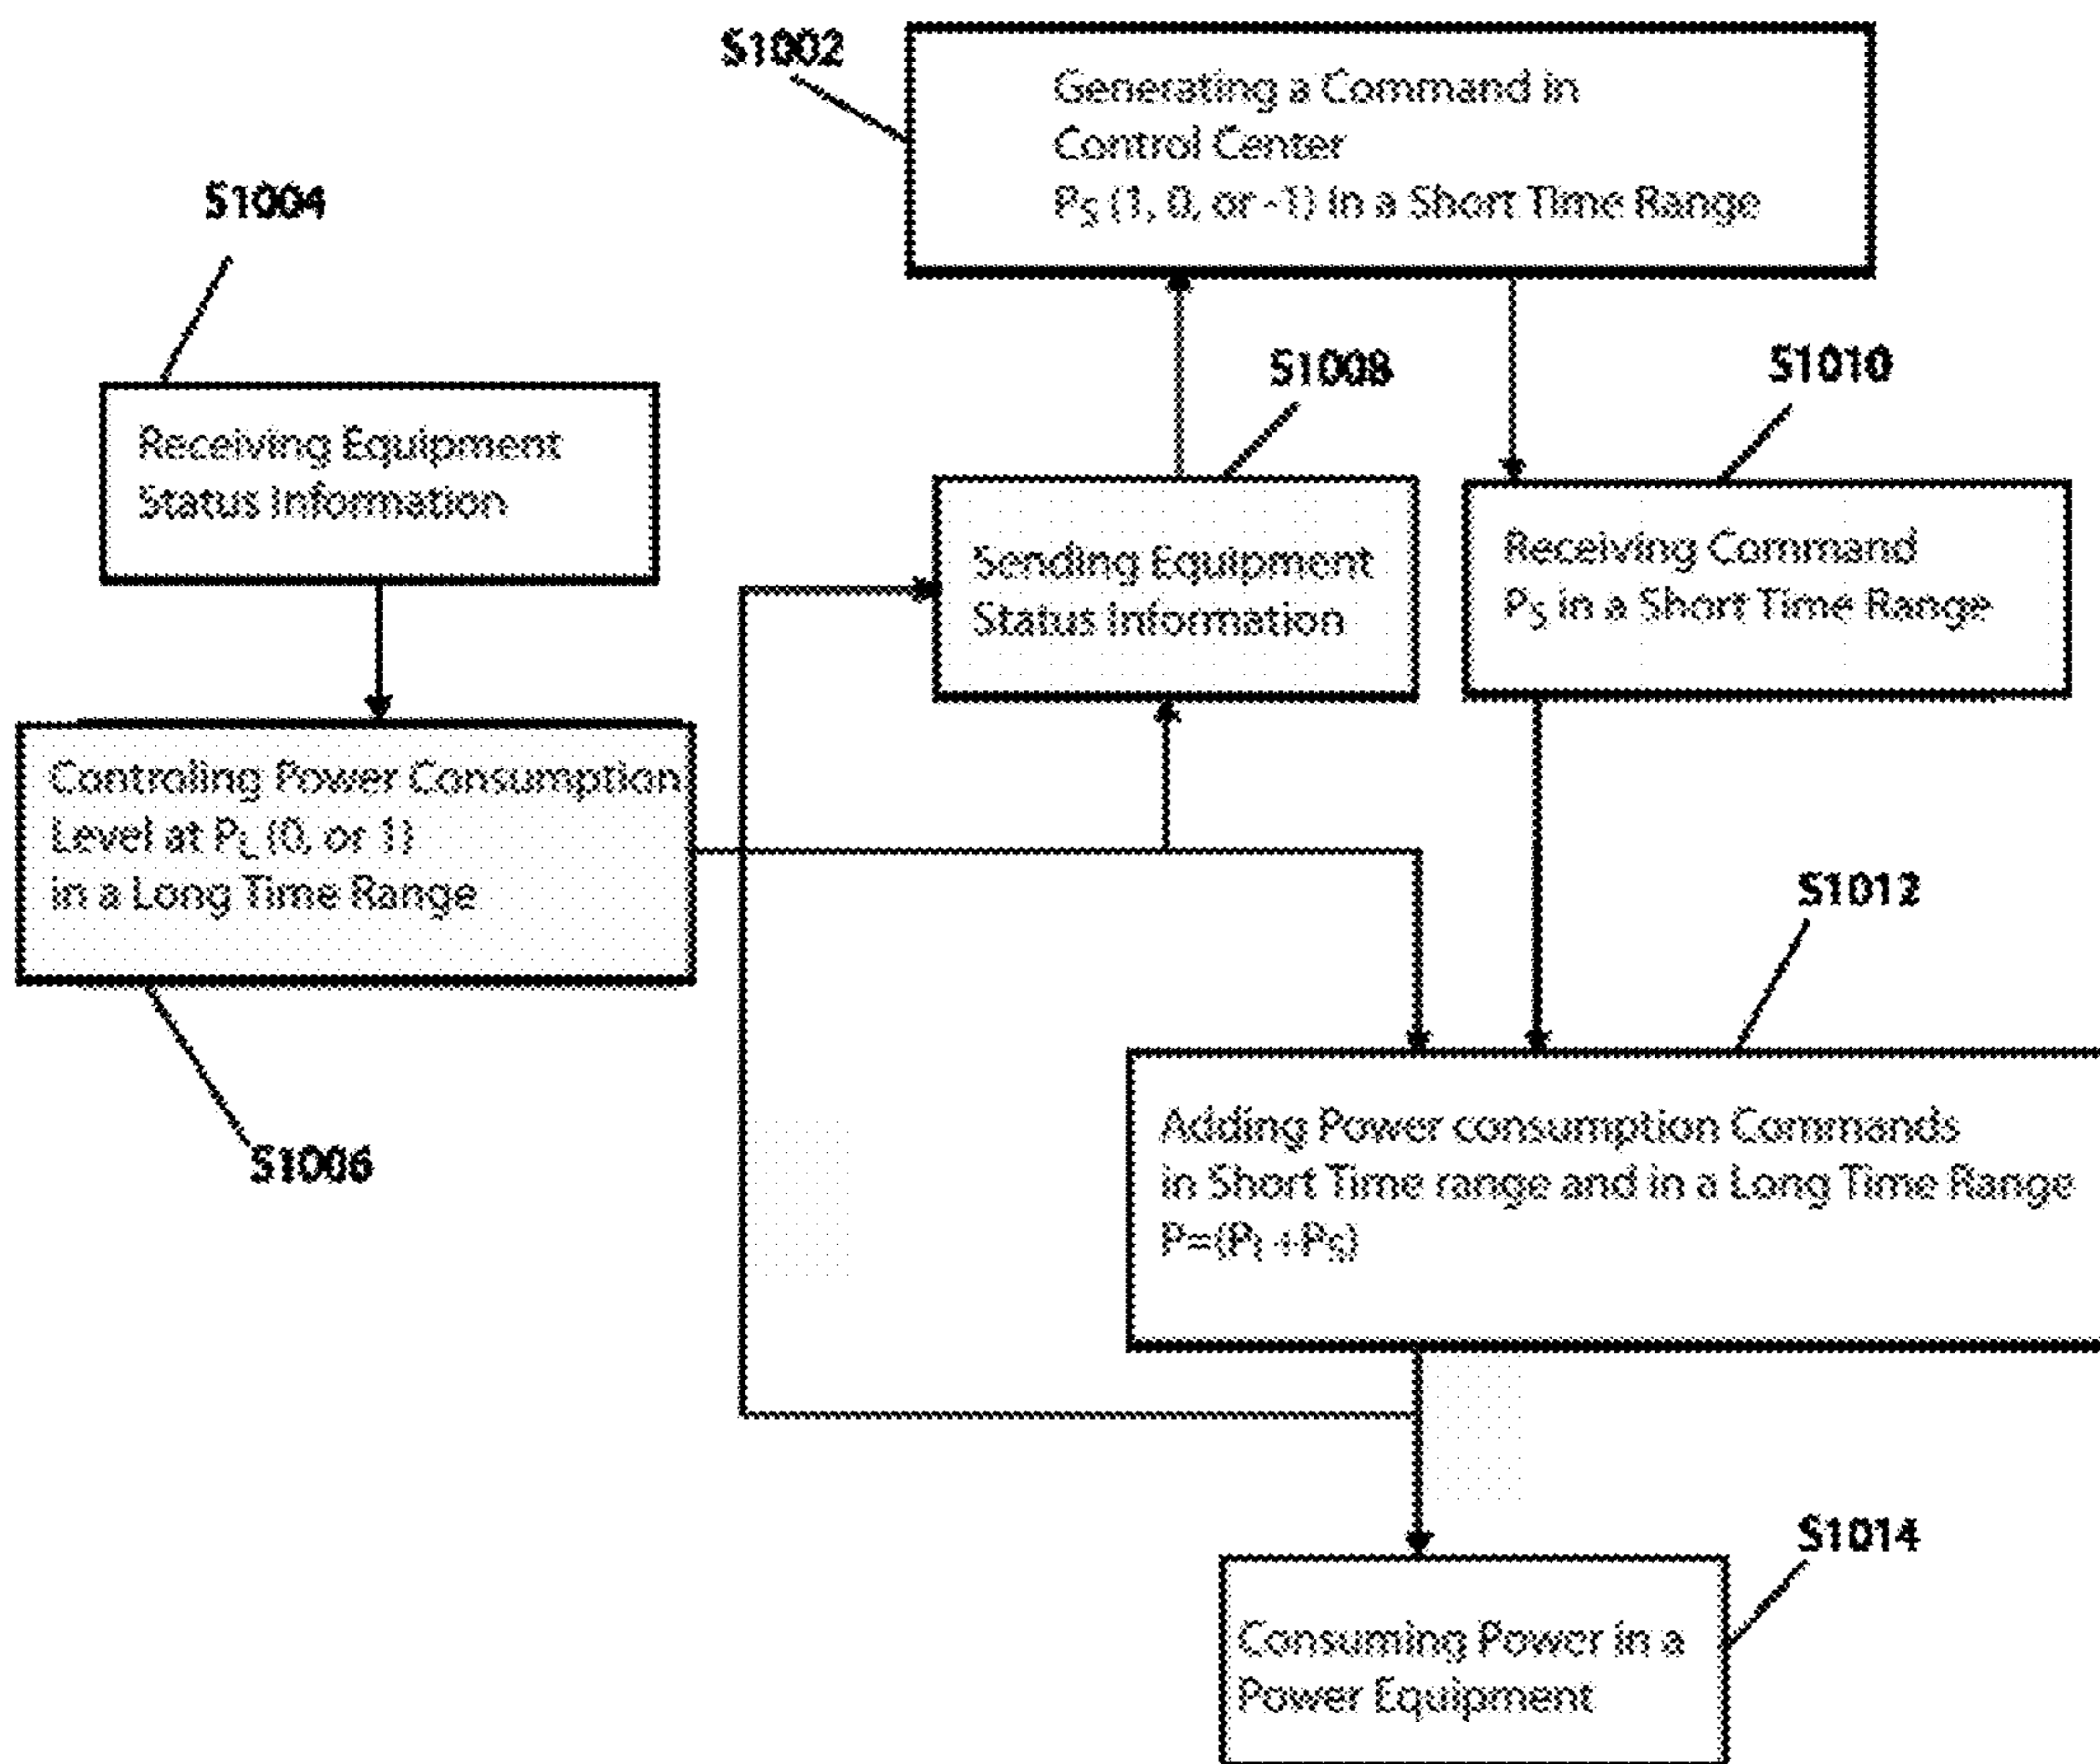 S1002
Generating a Command in
Control Center
PS (1, 0, or -1) in a Short Time Range
S1004
Receiving Equipment
Status Information
S1008
Sending Equipment
Status Information
S1010
Receiving Command
PS in a Short Time Range
Controling Power Consumption
Level at PL (0, or 1)
in a Long Time Range
S1006
S1012
Adding Power consumption Commands
in Short Time range and in a Long Time Range
P=(PL+PS)
S1014
Consuming Power in a
Power Equipment